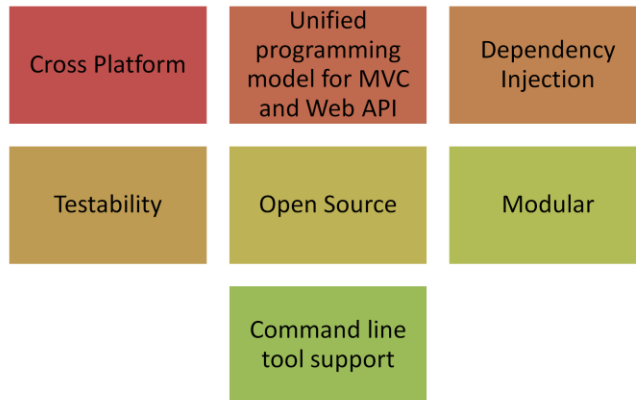 Cross Platform
Unified
programming
model for MVC
and Web API
Dependency
Injection
Testability
Open Source
Modular
Command line
tool support